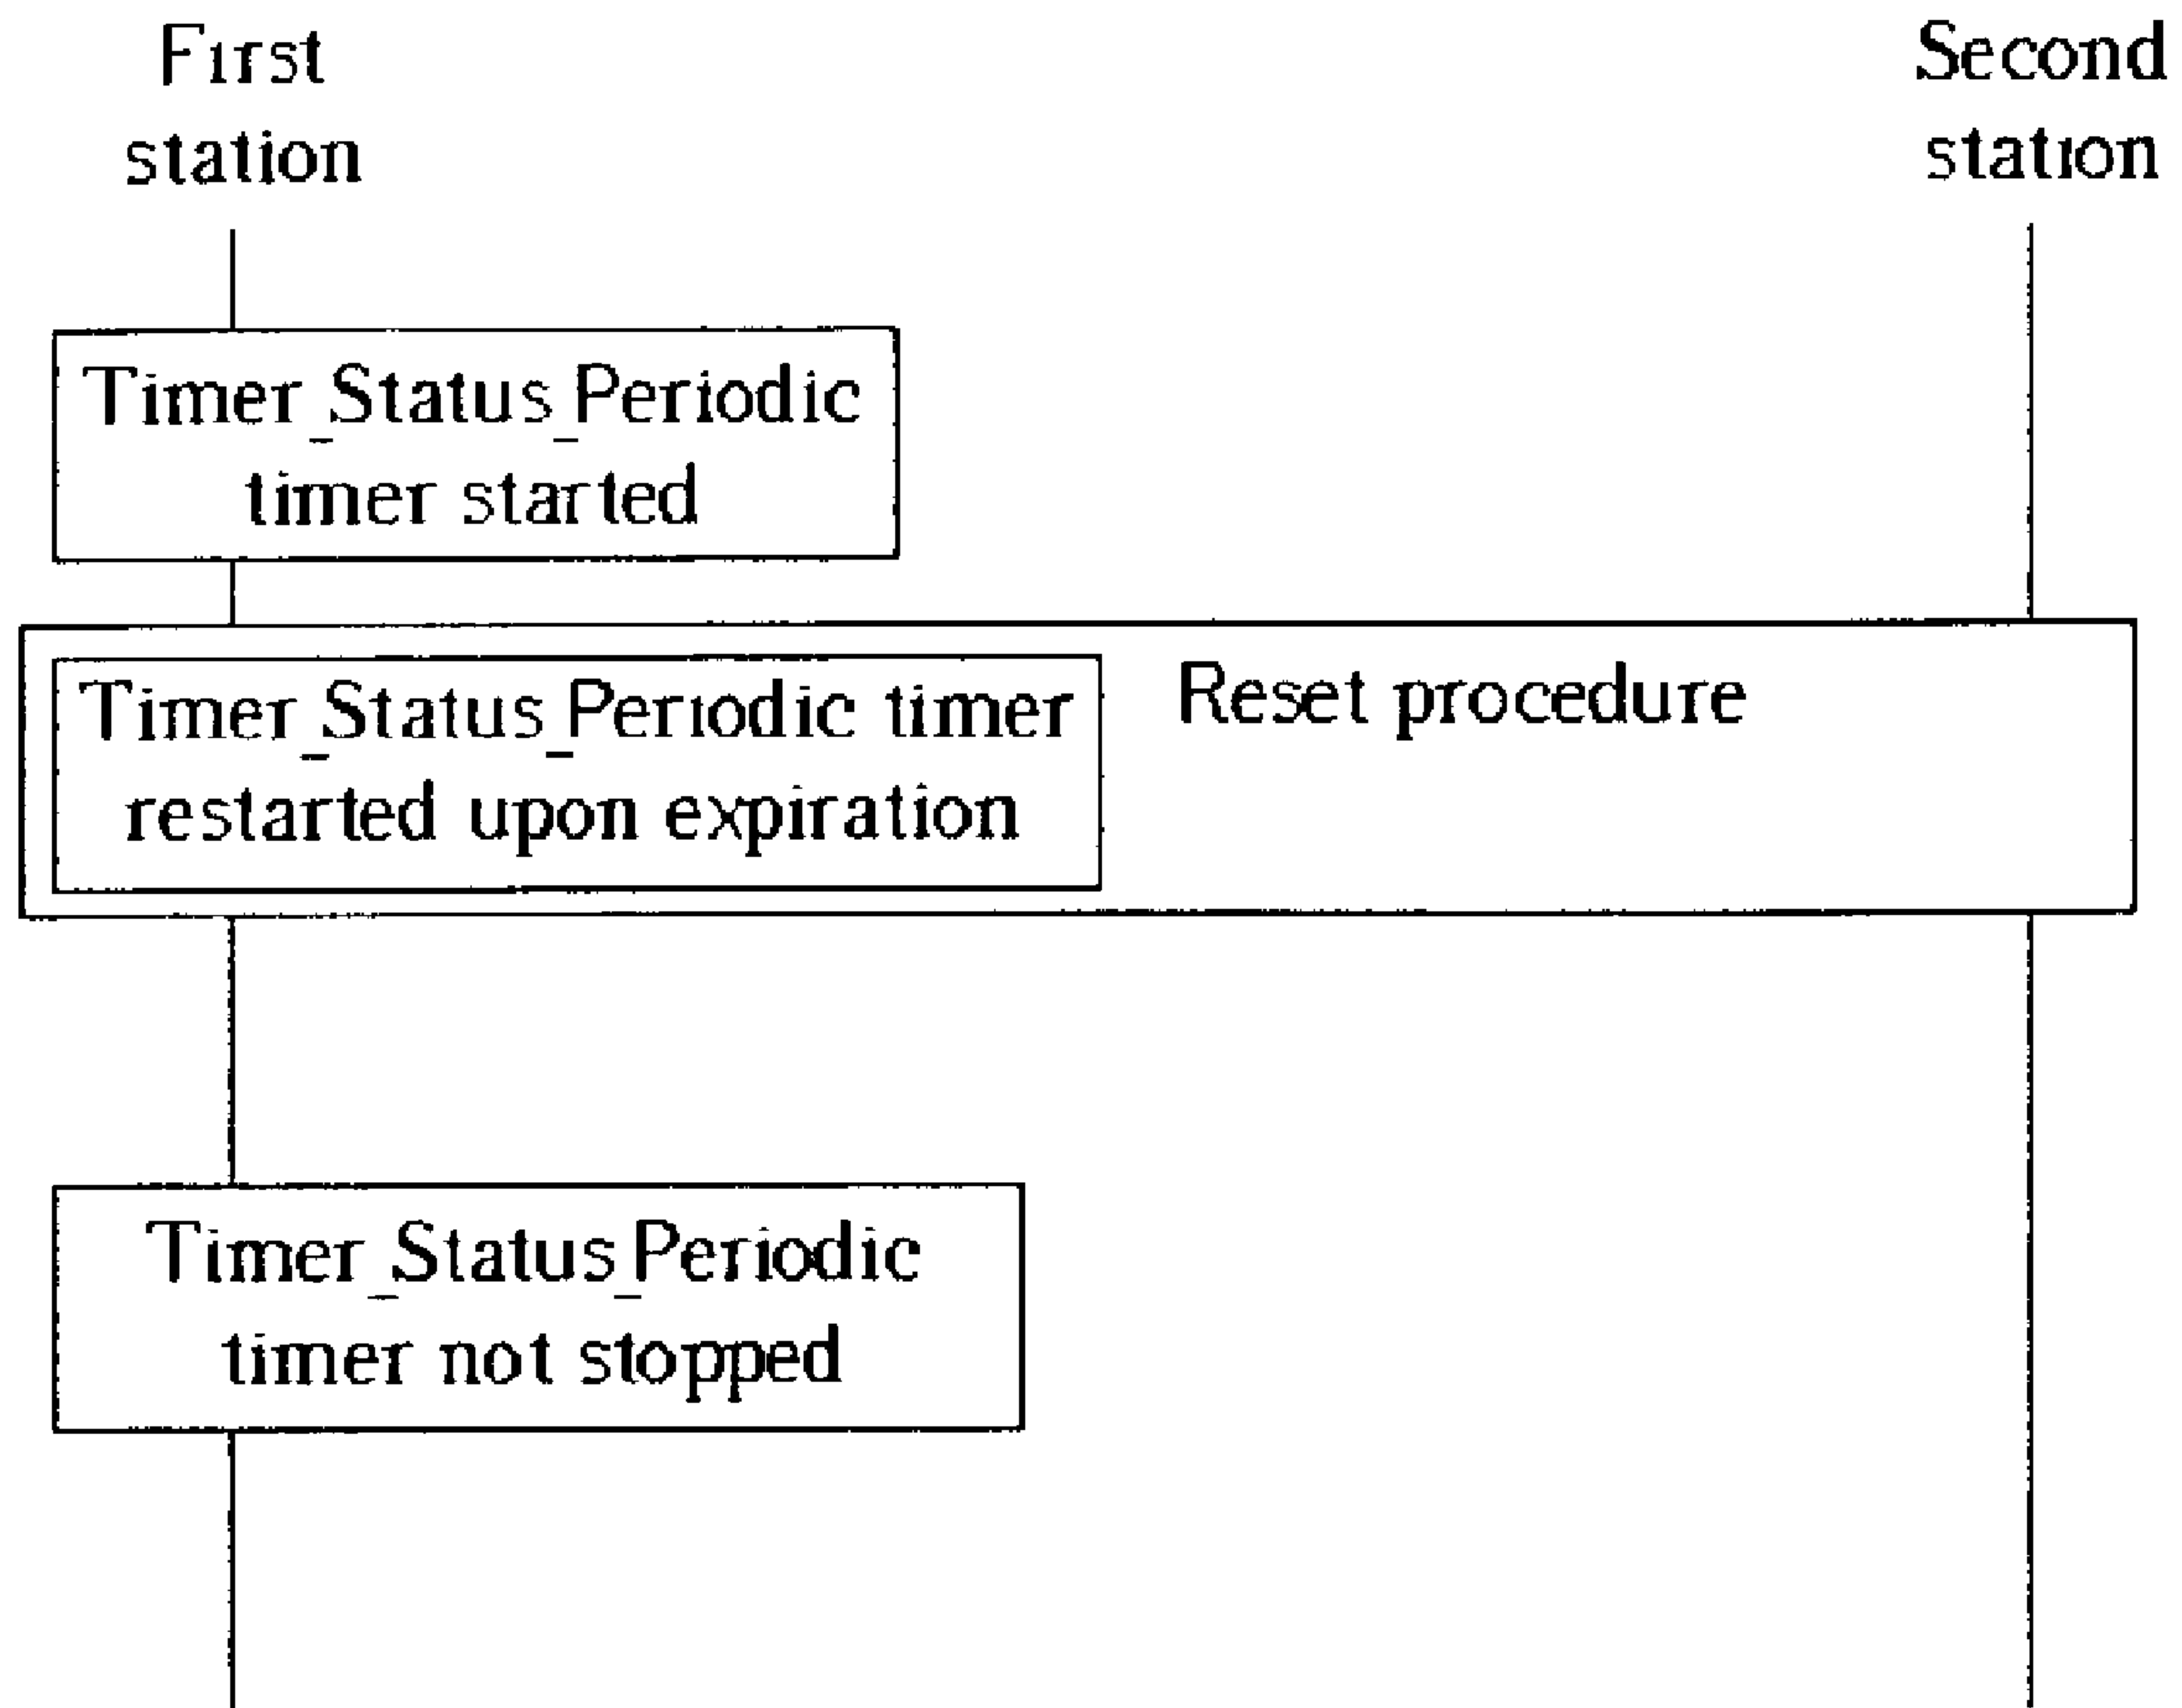 First
station
Second
station
Timer_Status_Periodic
timer started
Timer_Status_Periodic timer
restarted upon expiration
Reset procedure
Timer_Status_Periodic
timer not stopped